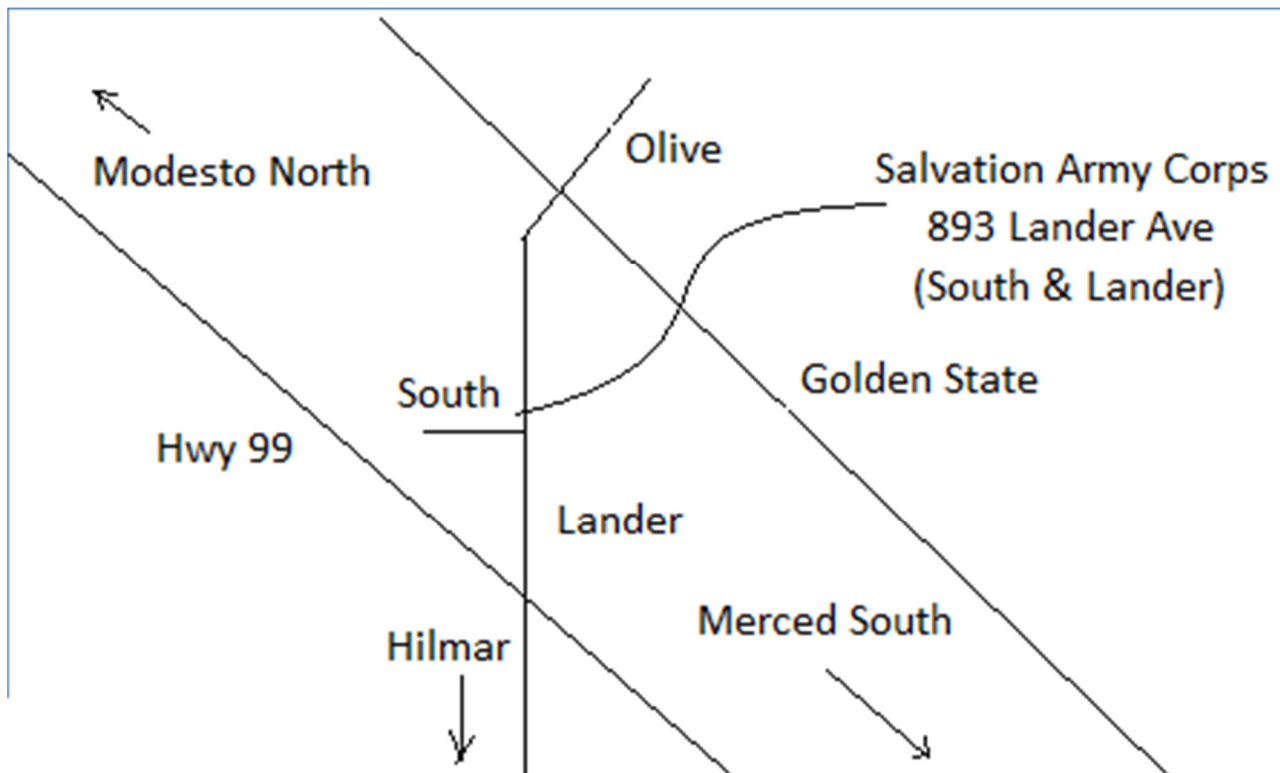 Olive
Modesto North
Salvation Army Corps
893 Lander Ave
(South & Lander)
Golden State
South
Hwy 99
Lander
Merced South
Hilmar